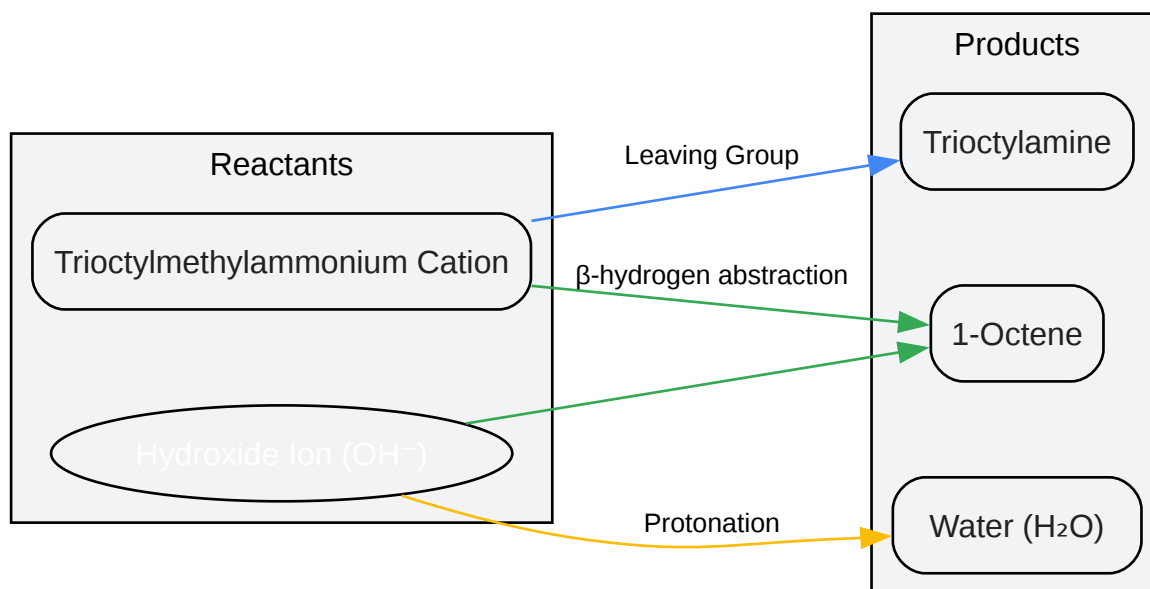 Products
Trioctylamine
Leaving Group
Reactants
Trioctylmethylammonium Cation
β-hydrogen abstraction
1-Octene
Hydroxide Ion (OH⁻)
Protonation
Water (H₂O)